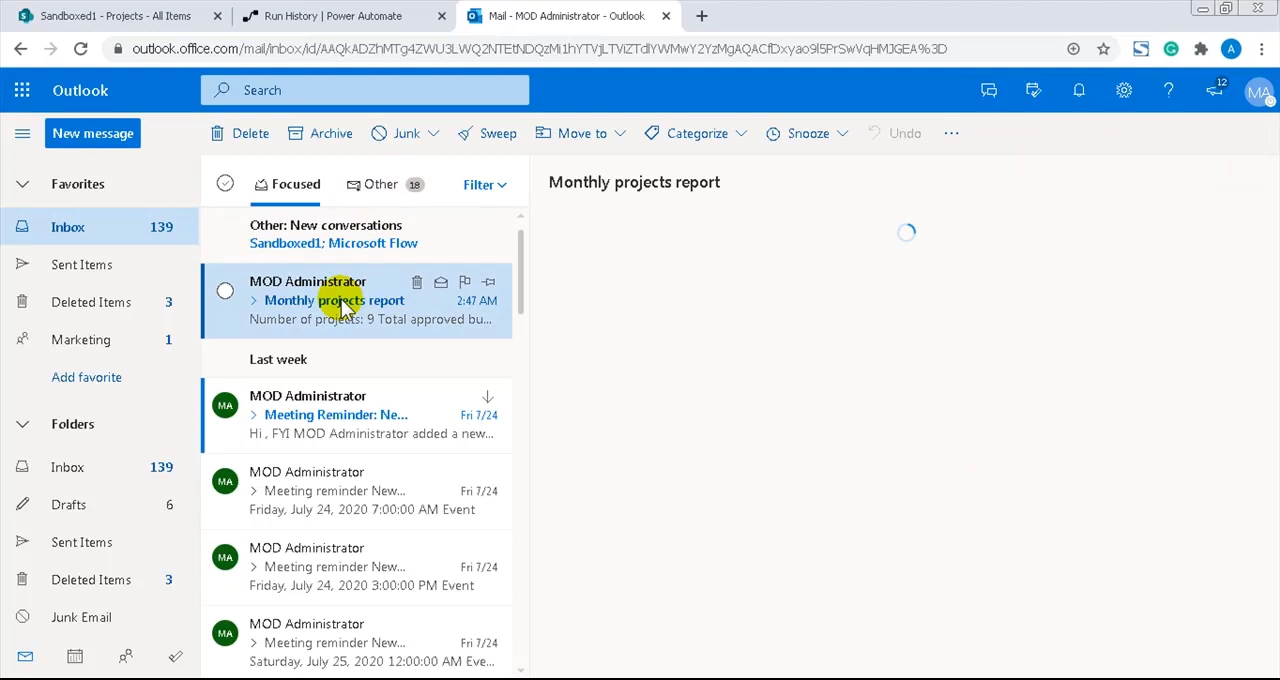 Sandboxed1 - Projects - All Items
Run History | Power Automate
Mail - MOD Administrator - Outlook
outlook.office.com/mail/inbox/id/AAQkADZhMTg4ZWU3LWQ2NTEtNDQzMi1hYTVjLTViZTdlYWMwY2YzMgAQACfDxyao9l5PrSwVqHMJGEA%3D
A
Outlook
Search
12
MA
New message
Delete
Archive
Junk
Sweep
Move to
Categorize
Snooze
Undo
Favorites
Inbox 139
Sent Items
Deleted Items 3
Marketing 1
Add favorite
Folders
Inbox 139
Drafts 6
Sent Items
Deleted Items 3
Junk Email
Focused
Other 18
Filter
Other: New conversations
Sandboxed1; Microsoft Flow
MOD Administrator
Monthly projects report 2:47 AM
Number of projects: 9 Total approved bu...
Last week
MA
MOD Administrator
Meeting Reminder: Ne... Fri 7/24
Hi , FYI MOD Administrator added a new...
MA
MOD Administrator
Meeting reminder New... Fri 7/24
Friday, July 24, 2020 7:00:00 AM Event
MA
MOD Administrator
Meeting reminder New... Fri 7/24
Friday, July 24, 2020 3:00:00 PM Event
MA
MOD Administrator
Meeting reminder New... Fri 7/24
Saturday, July 25, 2020 12:00:00 AM Eve...
Monthly projects report